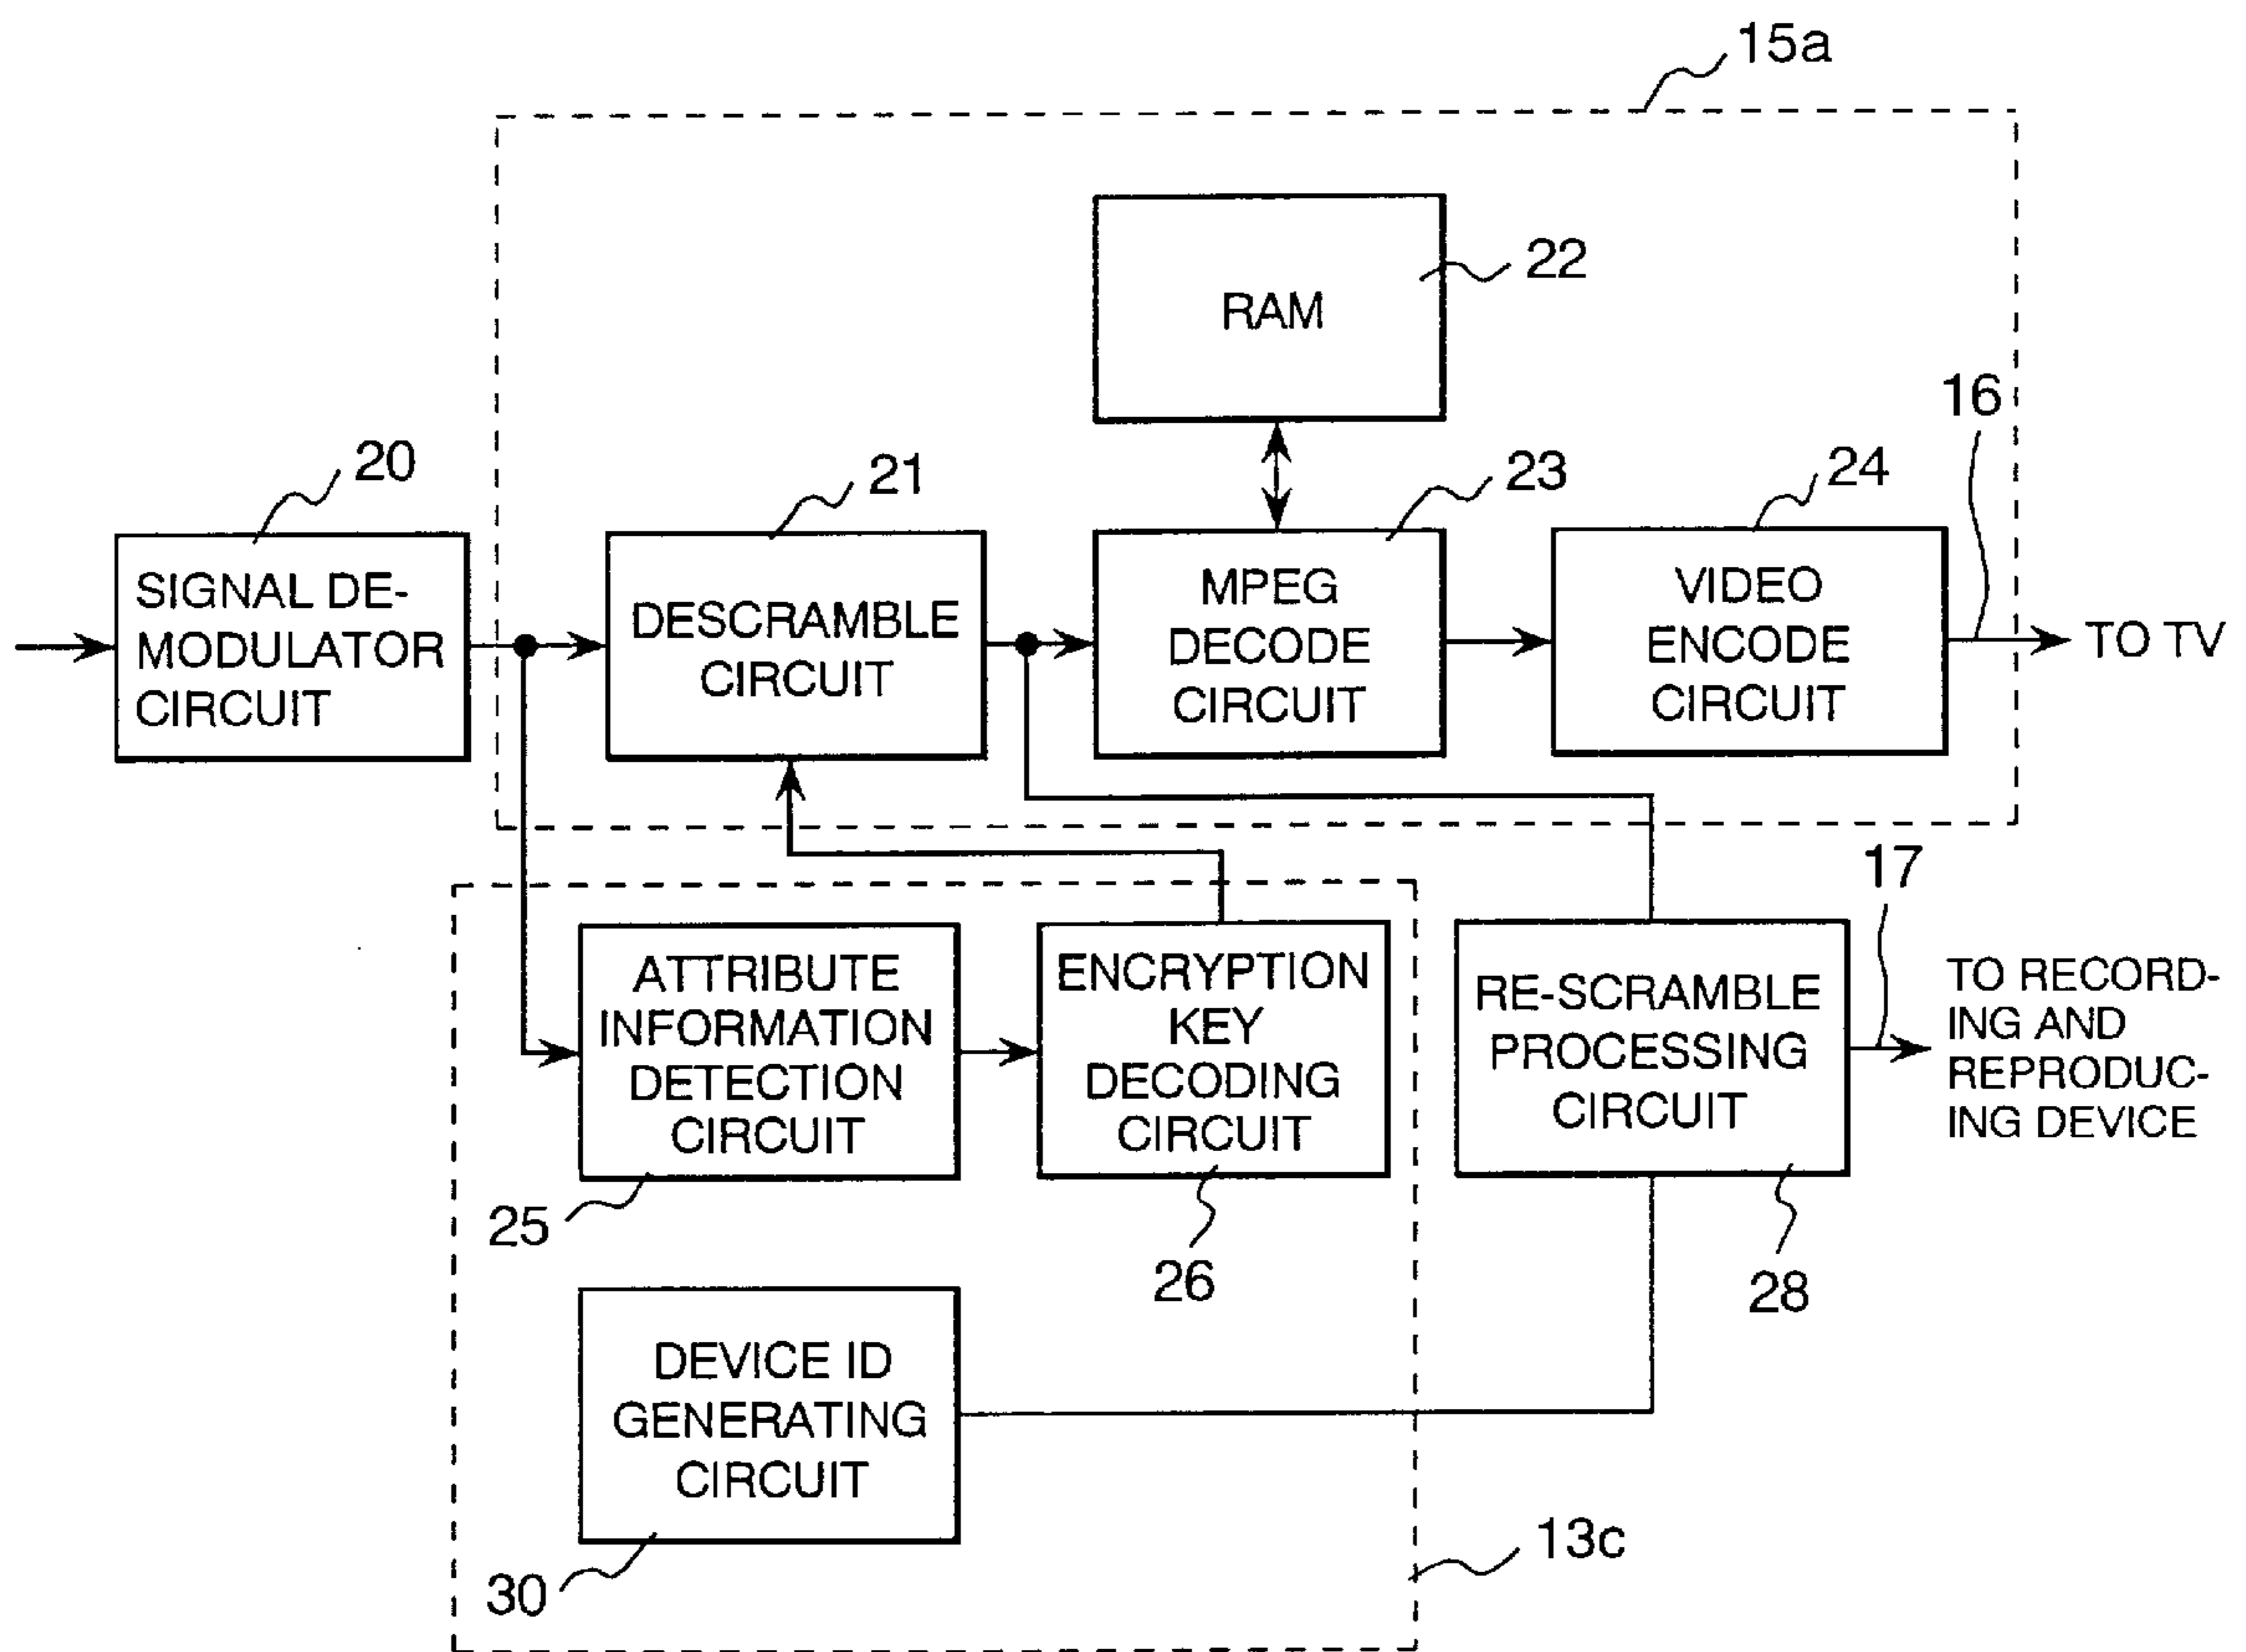 15a
RAM
22
16
20
21
23
24
SIGNAL DE-
MODULATOR
CIRCUIT
DESCRAMBLE
CIRCUIT
MPEG
DECODE
CIRCUIT
VIDEO
ENCODE
CIRCUIT
TO TV
17
ATTRIBUTE
INFORMATION
DETECTION
CIRCUIT
ENCRYPTION
KEY
DECODING
CIRCUIT
RE-SCRAMBLE
PROCESSING
CIRCUIT
TO RECORD-
ING AND
REPRODUC-
ING DEVICE
25
26
28
DEVICE ID
GENERATING
CIRCUIT
30
13c